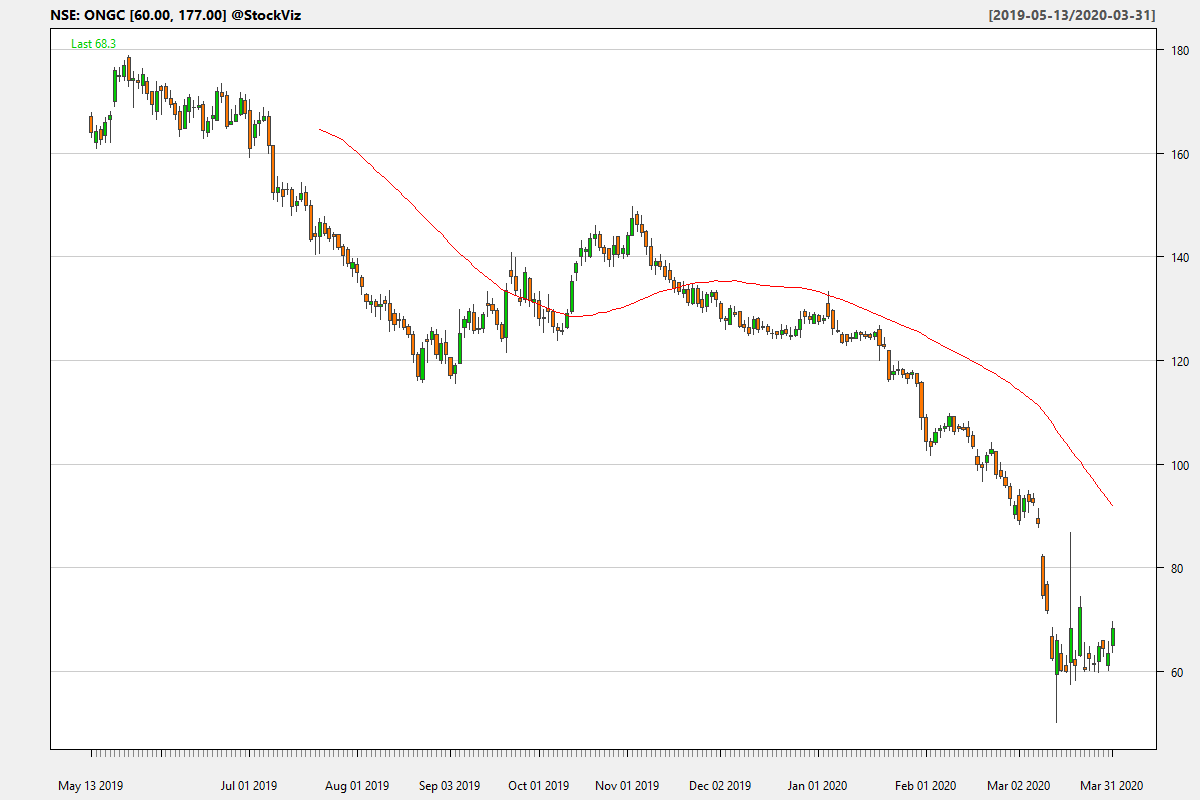 NSE: ONGC [60.00, 177.00] @StockViz
[2019-05-13/2020-03-31]
Last 68.3
180
160
140
120
100
80
60
May 13 2019
Jul 01 2019
Aug 01 2019
Sep 03 2019
Oct 01 2019
Nov 01 2019
Dec 02 2019
Jan 01 2020
Feb 01 2020
Mar 02 2020
Mar 31 2020